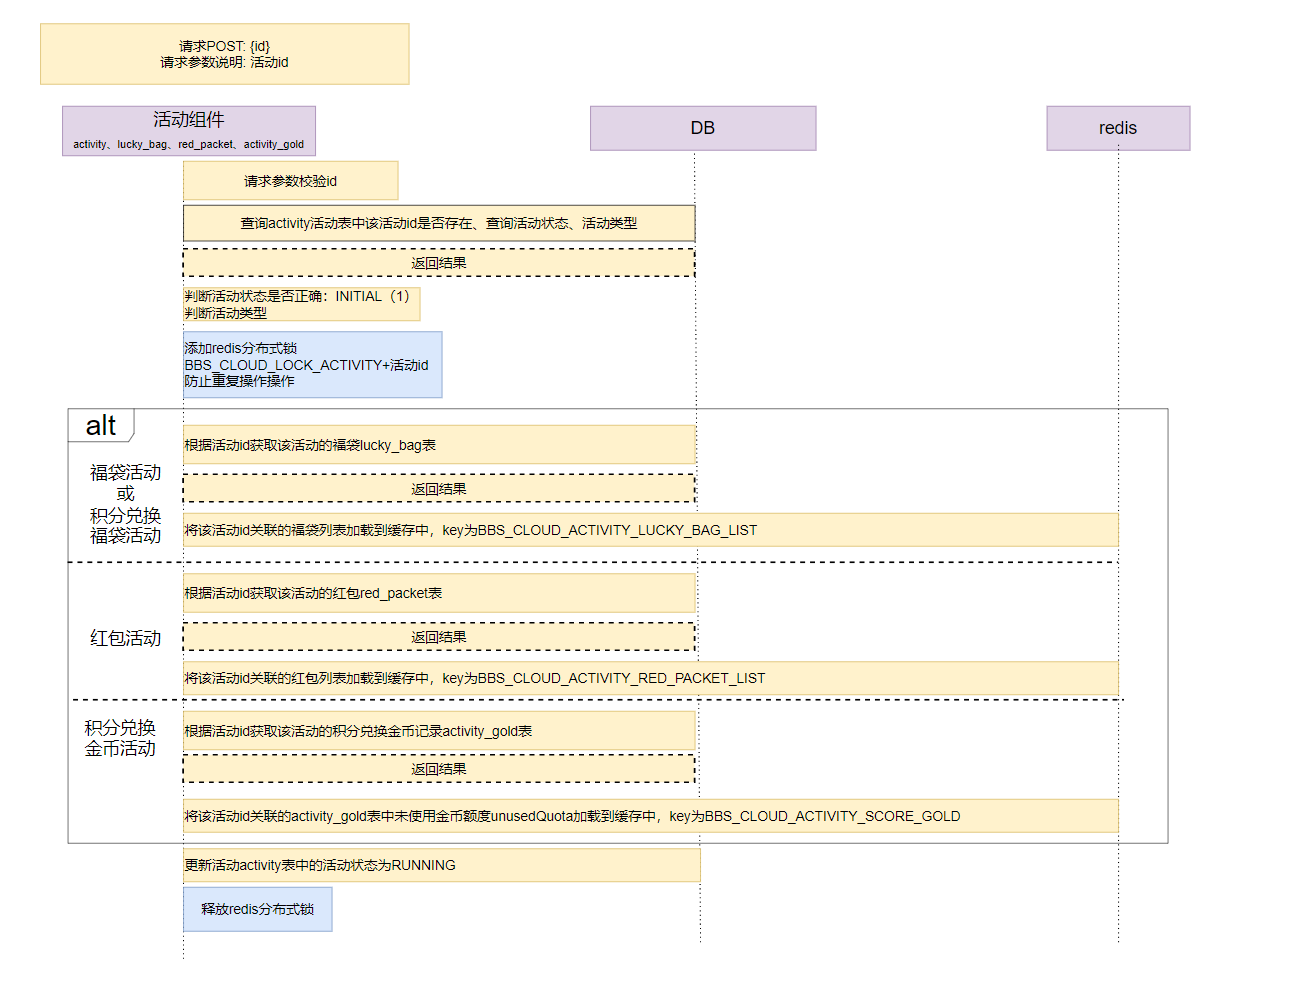 请求POST: {id}
请求参数说明: 活动id
活动组件
activity、lucky_bag、red_packet、activity_gold
DB
redis
请求参数校验id
查询activity活动表中该活动id是否存在、查询活动状态、活动类型
返回结果
判断活动状态是否正确：INITIAL（1）
判断活动类型
添加redis分布式锁
BBS_CLOUD_LOCK_ACTIVITY+活动id
防止重复操作操作
alt
福袋活动
或
积分兑换
福袋活动
根据活动id获取该活动的福袋lucky_bag表
返回结果
将该活动id关联的福袋列表加载到缓存中，key为BBS_CLOUD_ACTIVITY_LUCKY_BAG_LIST
红包活动
根据活动id获取该活动的红包red_packet表
返回结果
将该活动id关联的红包列表加载到缓存中，key为BBS_CLOUD_ACTIVITY_RED_PACKET_LIST
积分兑换
金币活动
根据活动id获取该活动的积分兑换金币记录activity_gold表
返回结果
将该活动id关联的activity_gold表中未使用金币额度unusedQuota加载到缓存中，key为BBS_CLOUD_ACTIVITY_SCORE_GOLD
更新活动activity表中的活动状态为RUNNING
释放redis分布式锁